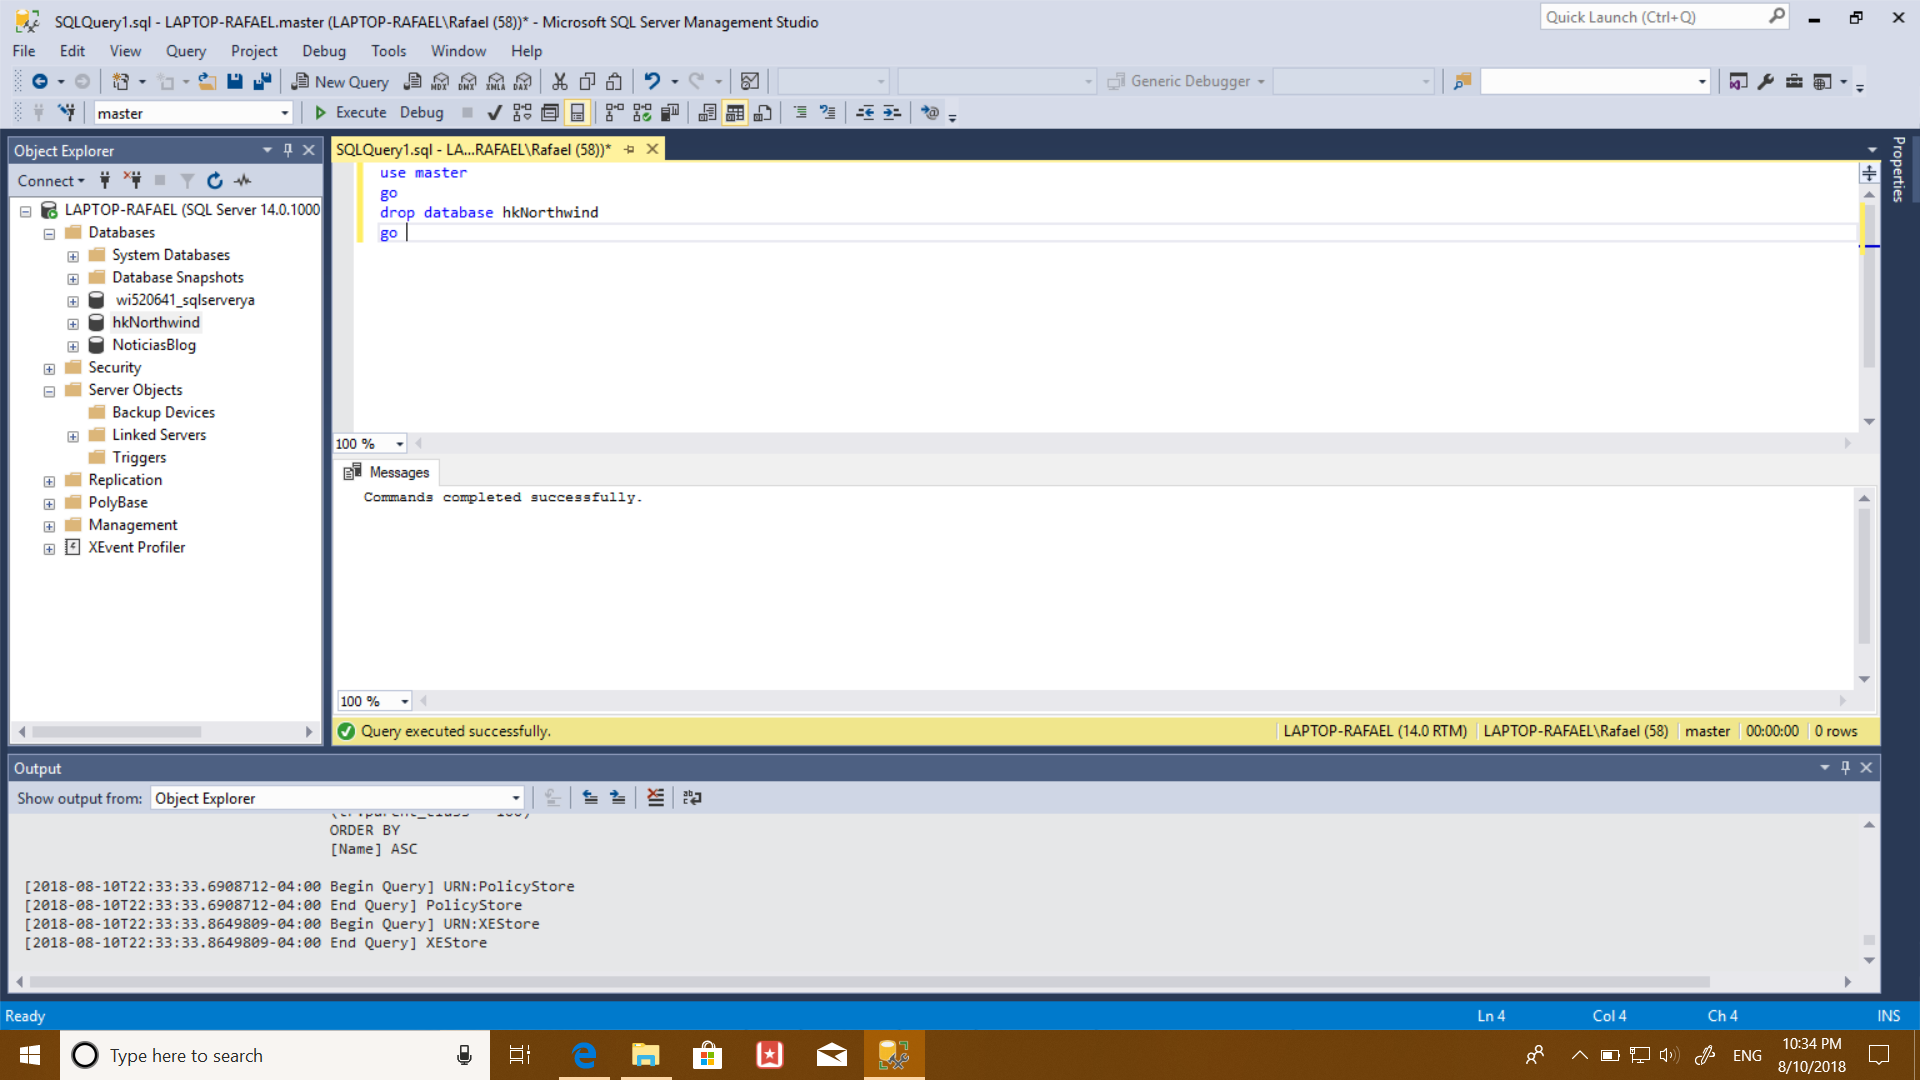 SQLQuery1.sql - LAPTOP-RAFAEL.master (LAPTOP-RAFAEL\Rafael (58))* - Microsoft SQL Server Management Studio
Quick Launch (Ctrl+Q)
File Edit View Query Project Debug Tools Window Help
New Query MDX DMX XMLA DAX Generic Debugger
master Execute Debug
Object Explorer
SQLQuery1.sql - LA...RAFAEL\Rafael (58))*
Properties
Connect
LAPTOP-RAFAEL (SQL Server 14.0.1000
Databases
System Databases
Database Snapshots
wi520641_sqlserverya
hkNorthwind
NoticiasBlog
Security
Server Objects
Backup Devices
Linked Servers
Triggers
Replication
PolyBase
Management
XEvent Profiler
use master
go
drop database hkNorthwind
go
100 %
Messages
Commands completed successfully.
100 %
Query executed successfully. LAPTOP-RAFAEL (14.0 RTM) LAPTOP-RAFAEL\Rafael (58) master 00:00:00 0 rows
Output
Show output from: Object Explorer
ORDER BY
[Name] ASC
[2018-08-10T22:33:33.6908712-04:00 Begin Query] URN:PolicyStore
[2018-08-10T22:33:33.6908712-04:00 End Query] PolicyStore
[2018-08-10T22:33:33.8649809-04:00 Begin Query] URN:XEStore
[2018-08-10T22:33:33.8649809-04:00 End Query] XEStore
Ready Ln 4 Col 4 Ch 4 INS
Type here to search
ENG
10:34 PM
8/10/2018